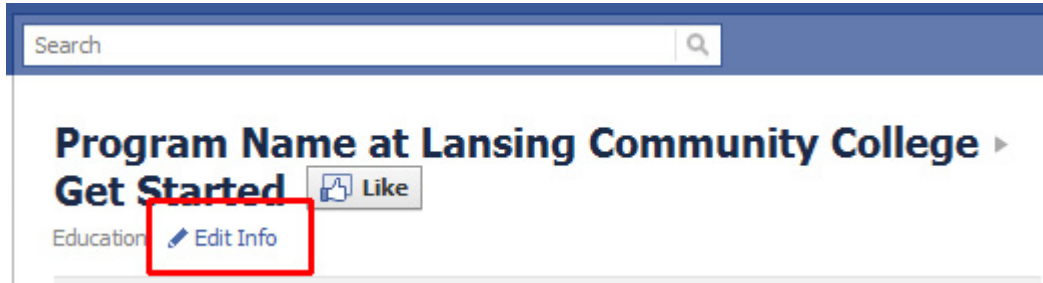 Search
Program Name at Lansing Community College
Get Started Like
Education Edit Info